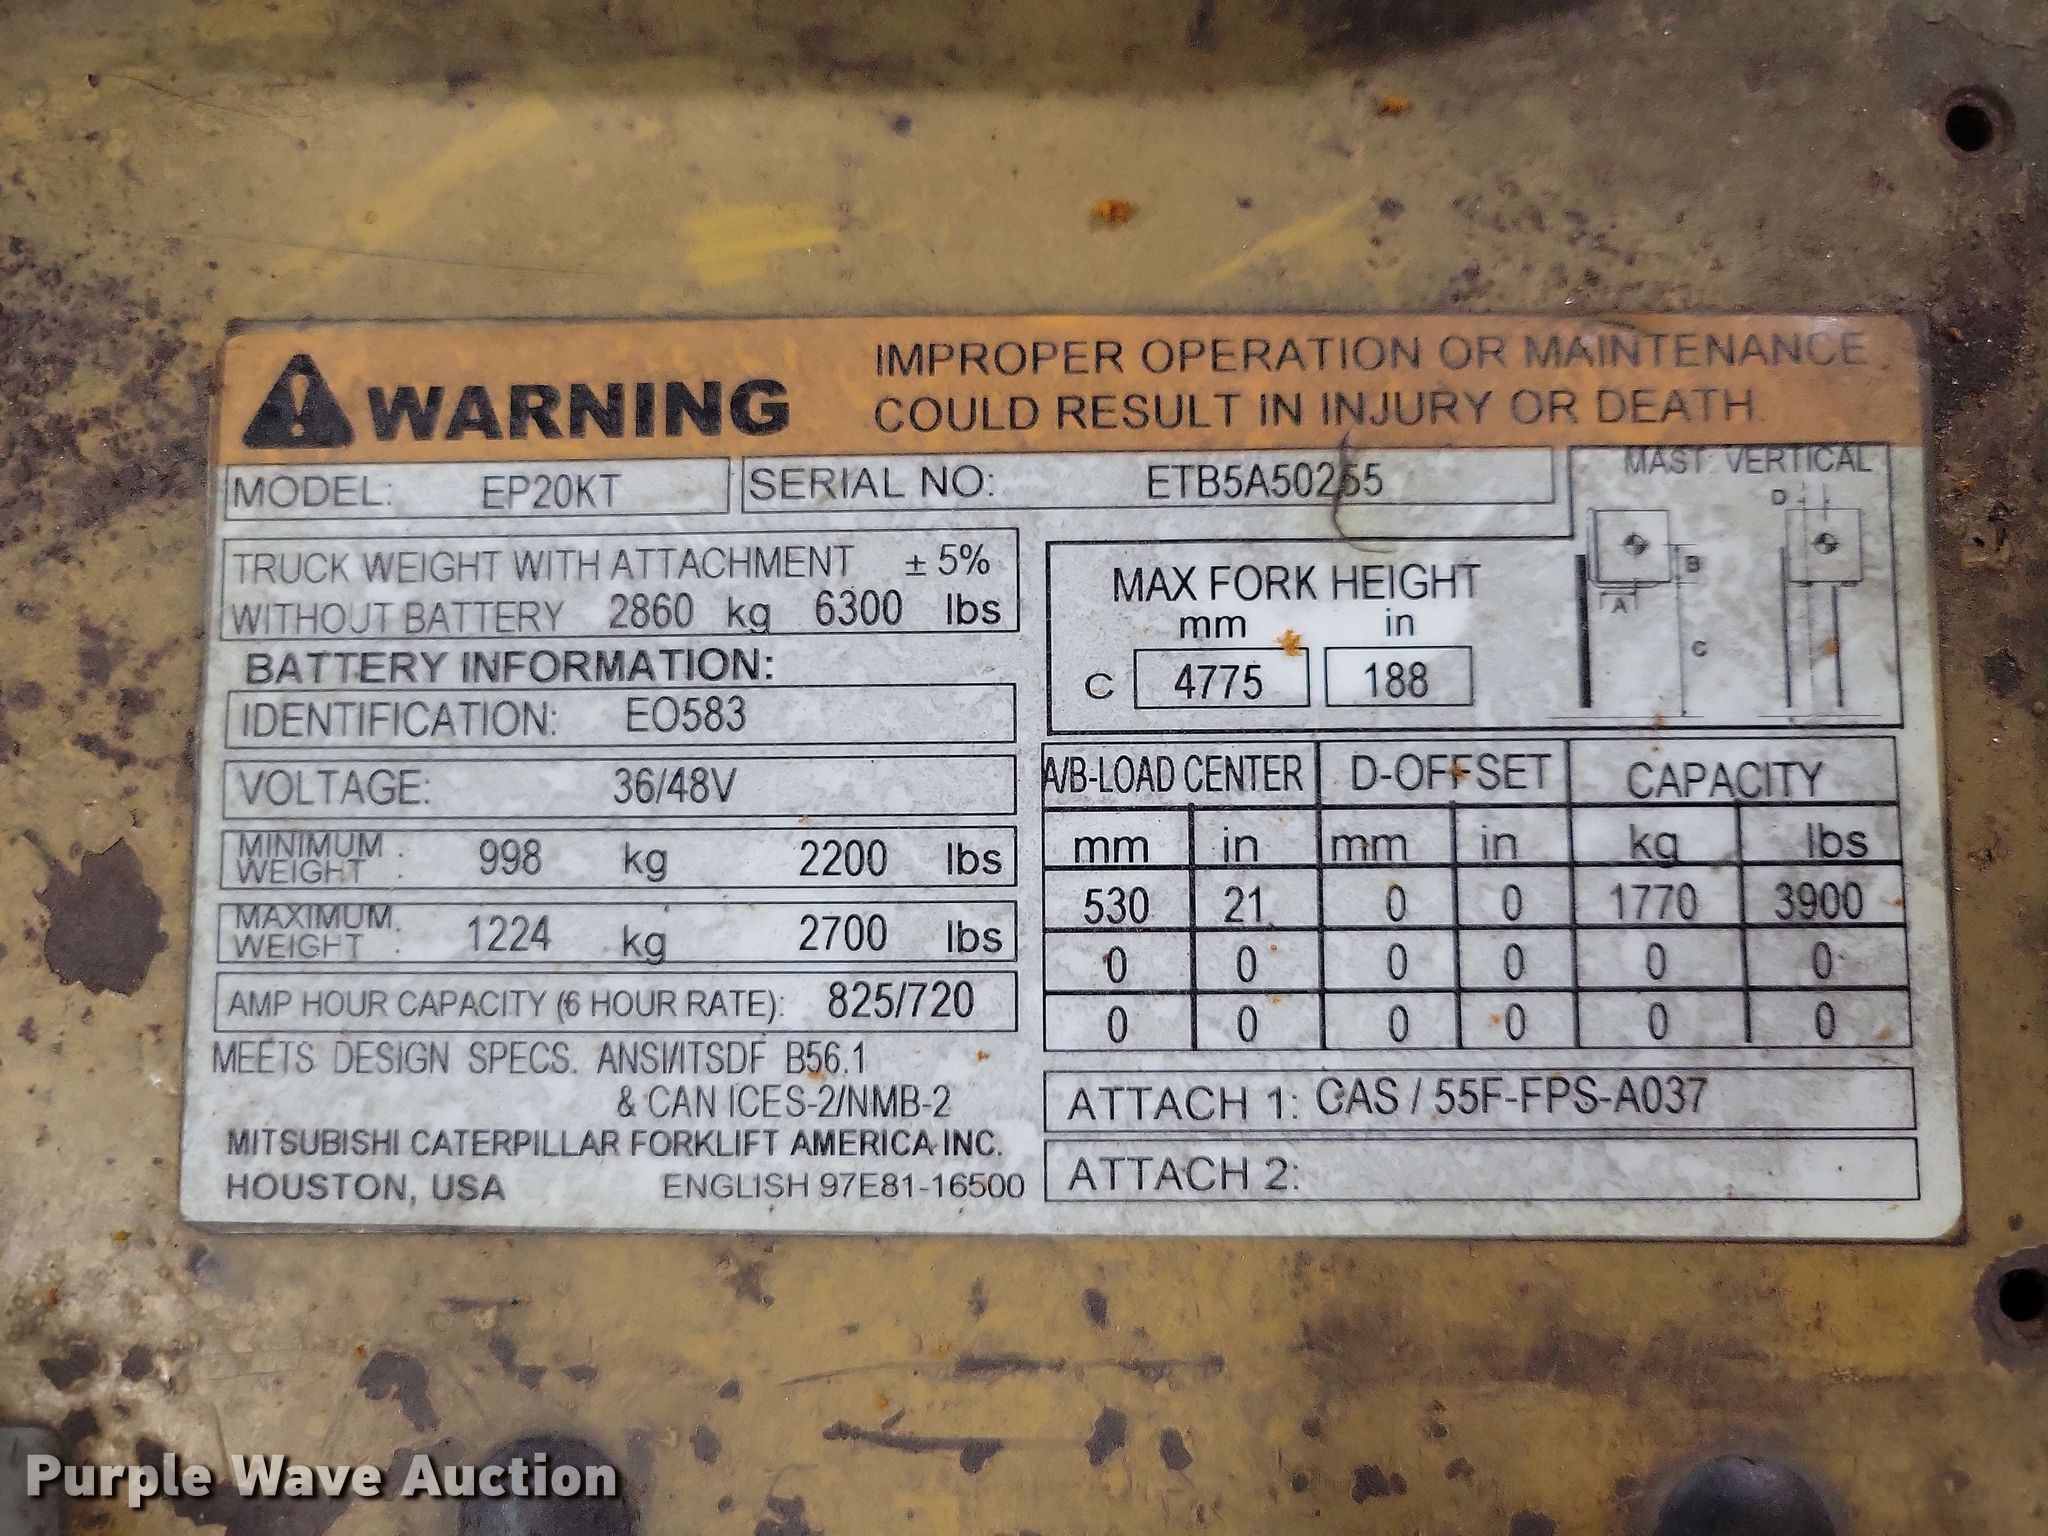 WARNING
IMPROPER OPERATION OR MAINTENANCE
COULD RESULT IN INJURY OR DEATH.
MODEL: EP20KT
SERIAL NO: ETB5A50255
MAST: VERTICAL
D
B
A
C
TRUCK WEIGHT WITH ATTACHMENT ± 5%
WITHOUT BATTERY 2860 kg 6300 lbs
BATTERY INFORMATION:
IDENTIFICATION: EO583
VOLTAGE: 36/48V
MINIMUM
WEIGHT : 998 kg 2200 lbs
MAXIMUM
WEIGHT : 1224 kg 2700 lbs
AMP HOUR CAPACITY (6 HOUR RATE): 825/720
MEETS DESIGN SPECS. ANSI/ITSDF B56.1
& CAN ICES-2/NMB-2
MITSUBISHI CATERPILLAR FORKLIFT AMERICA INC.
HOUSTON, USA ENGLISH 97E81-16500
MAX FORK HEIGHT
mm in
C 4775 188
A/B-LOAD CENTER D-OFFSET CAPACITY
mm in mm in kg lbs
530 21 0 0 1770 3900
0 0 0 0 0 0
0 0 0 0 0 0
ATTACH 1: CAS / 55F-FPS-A037
ATTACH 2:
Purple Wave Auction